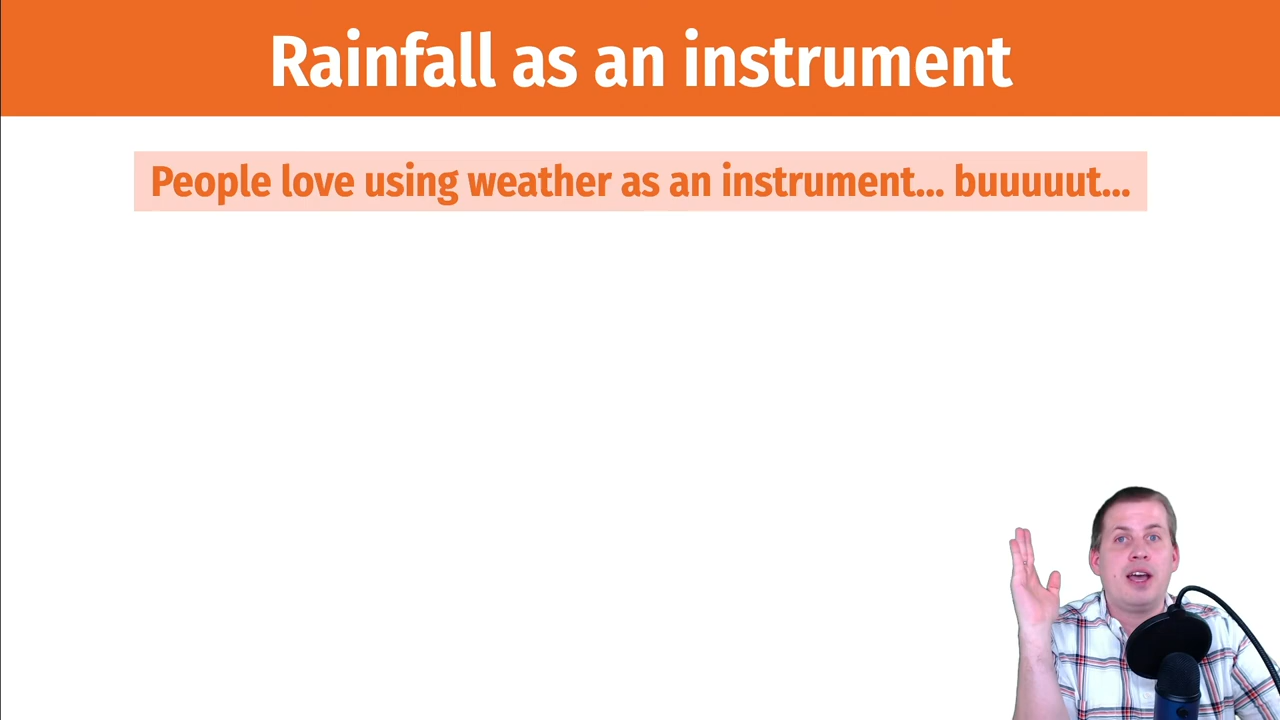 Rainfall as an instrument
People love using weather as an instrument... buuuuut...